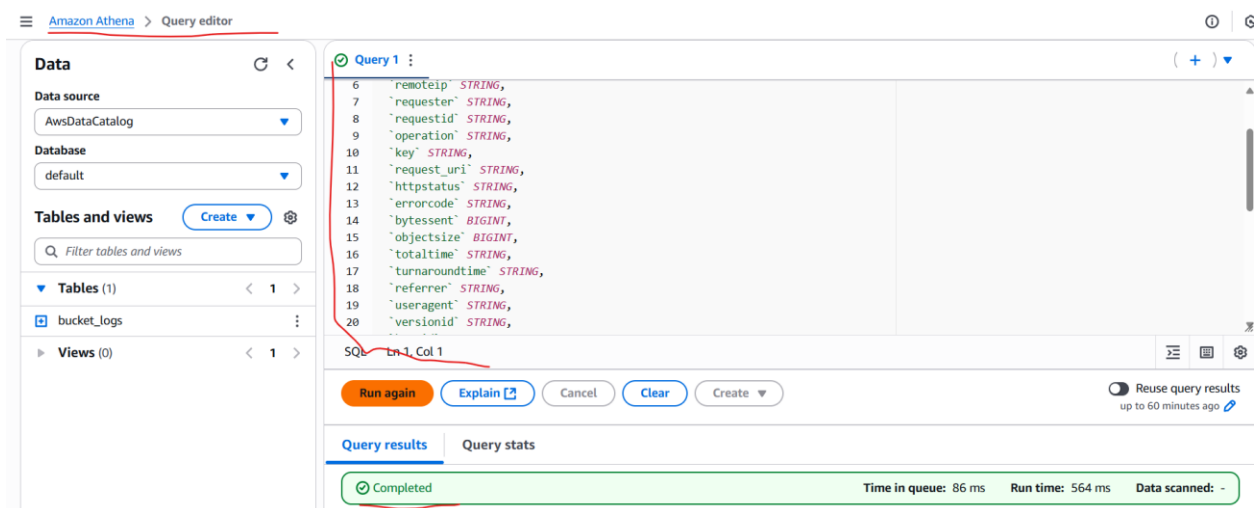 Amazon Athena > Query editor
Data
Data source
AwsDataCatalog
Database
default
Tables and views
Create
Filter tables and views
Tables (1)
< 1 >
bucket_logs
Views (0)
< 1 >
Query 1
6 `remoteip` STRING,
7 `requester` STRING,
8 `requestid` STRING,
9 `operation` STRING,
10 `key` STRING,
11 `request_uri` STRING,
12 `httpstatus` STRING,
13 `errorcode` STRING,
14 `bytessent` BIGINT,
15 `objectsize` BIGINT,
16 `totaltime` STRING,
17 `turnaroundtime` STRING,
18 `referrer` STRING,
19 `useragent` STRING,
20 `versionid` STRING,
SQL Ln 1, Col 1
Run again
Explain
Cancel
Clear
Create
Reuse query results
up to 60 minutes ago
Query results
Query stats
Completed
Time in queue: 86 ms
Run time: 564 ms
Data scanned: -